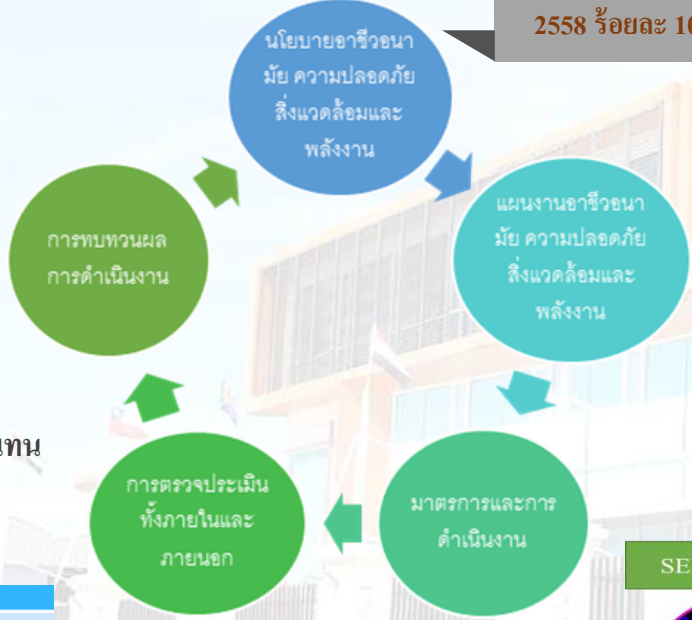 2558 ร้อยละ
นโยบายอาชีวอนา
มัย ความปลอดภัย
สิ่งแวดล้อมและ
พลังงาน
แผนงานอาชีวอนา
มัย ความปลอดภัย
สิ่งแวดล้อมและ
พลังงาน
การทบทวนผล
การดำเนินงาน
มาตรการและการ
ดำเนินงาน
การตรวจประเมิน
ทั้งภายในและ
ภายนอก